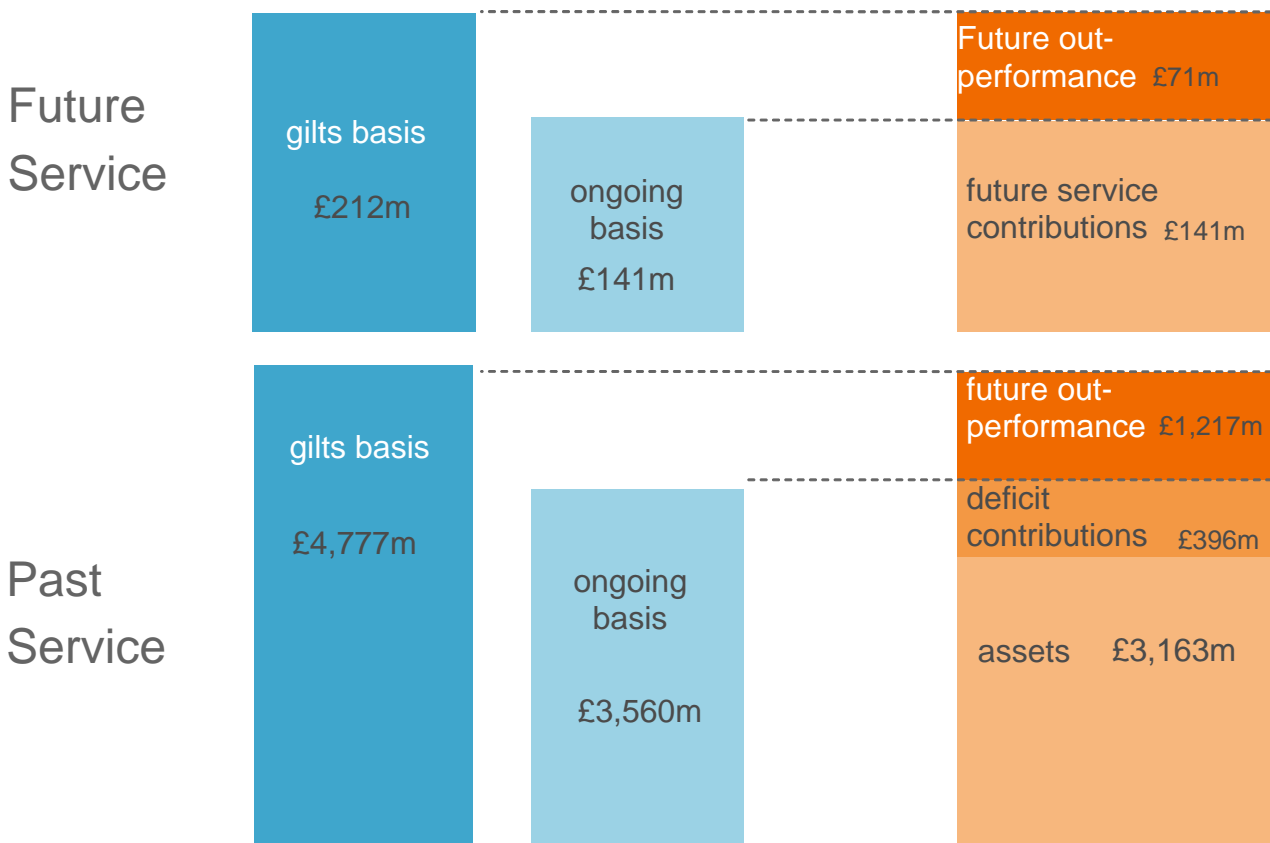 Future
Service
gilts basis
£212m
ongoing
basis
£141m
Future out-
performance £71m
future service
contributions £141m
Past
Service
gilts basis
£4,777m
ongoing
basis
£3,560m
future out-
performance £1,217m
deficit
contributions £396m
assets £3,163m